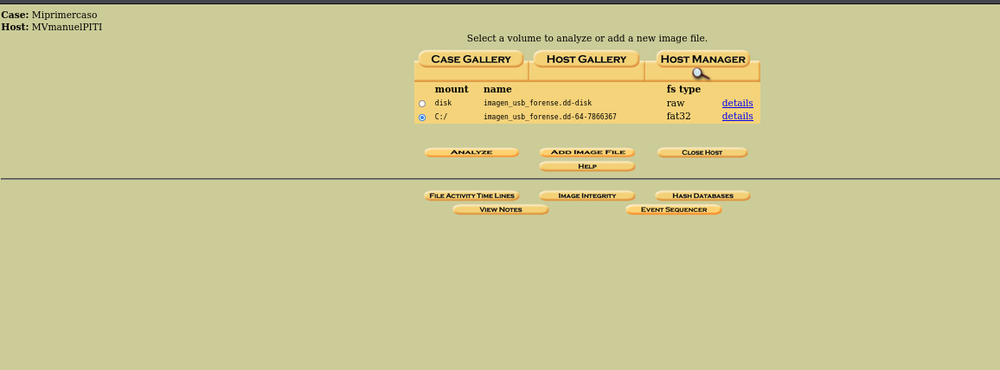 Case: Miprimercaso
Host: MVmanuelPITI
Select a volume to analyze or add a new image file.
CASE GALLERY HOST GALLERY HOST MANAGER
mount name fs type
disk imagen_usb_forense.dd-disk raw details
C:/ imagen_usb_forense.dd-64-7866367 fat32 details
ANALYZE ADD IMAGE FILE CLOSE HOST
HELP
FILE ACTIVITY TIME LINES IMAGE INTEGRITY HASH DATABASES
VIEW NOTES EVENT SEQUENCER